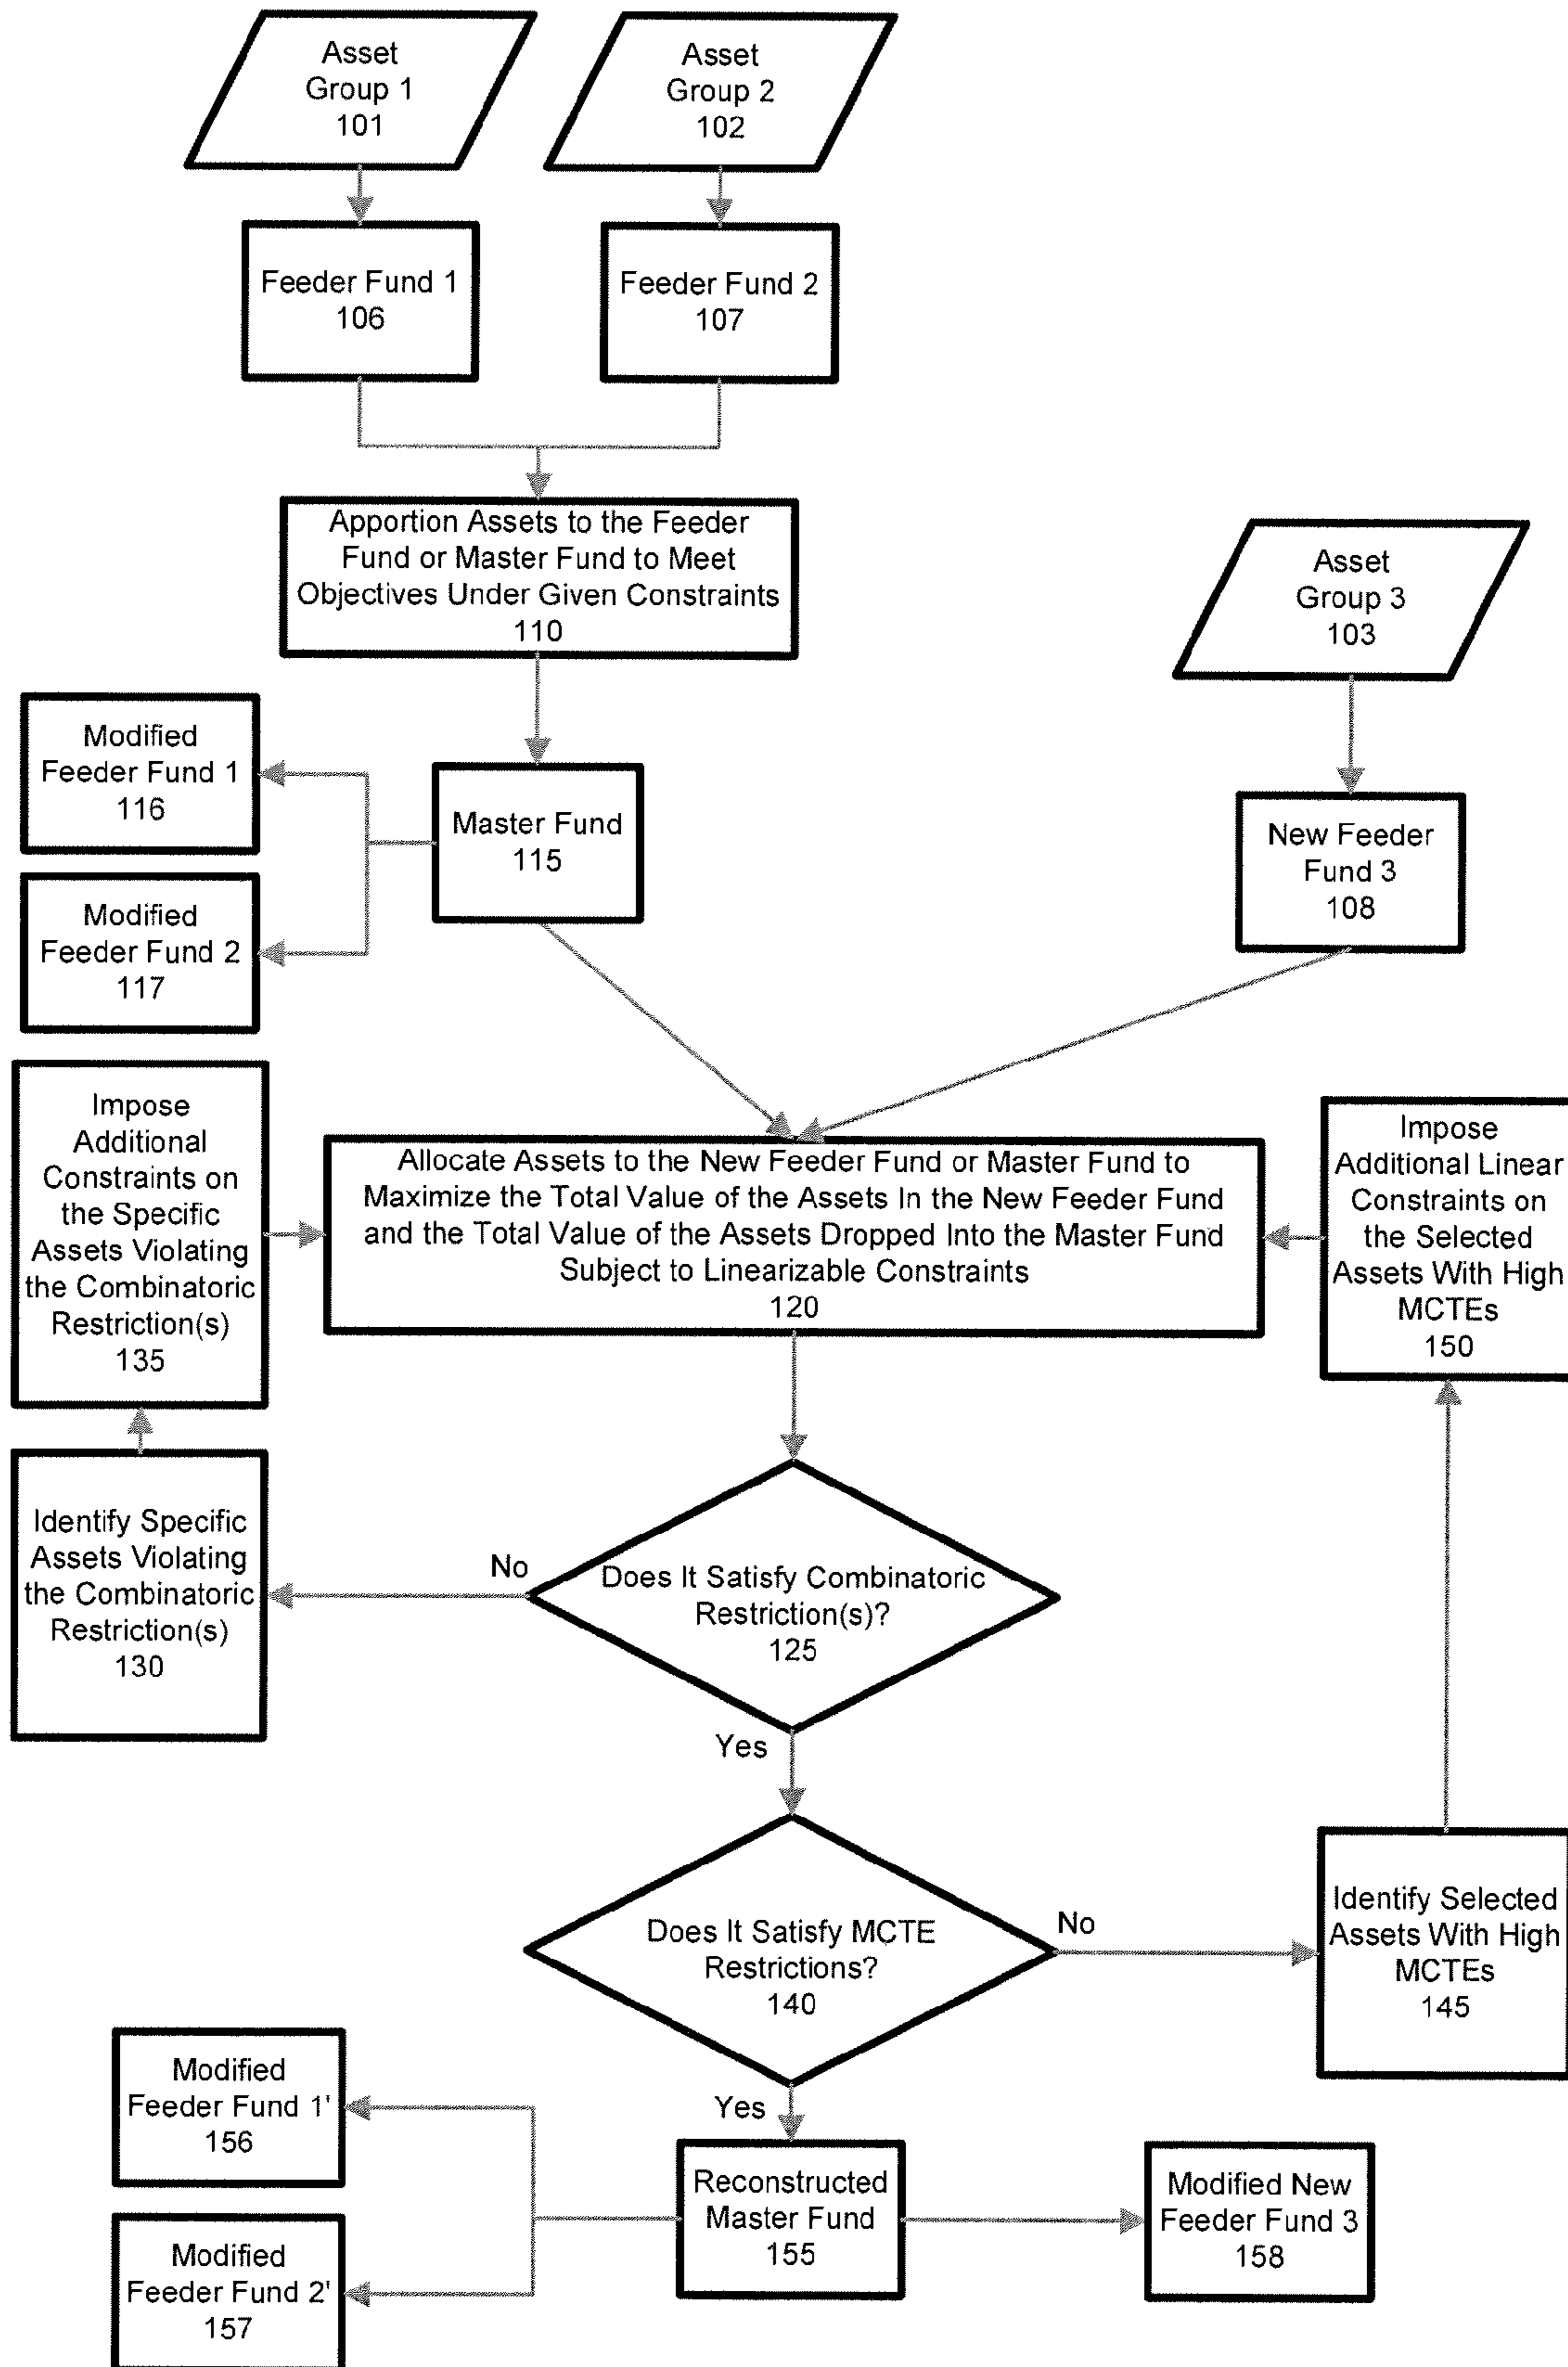 Asset
Group 1
101
Asset
Group 2
102
Feeder Fund 1
106
Feeder Fund 2
107
Apportion Assets to the Feeder
Fund or Master Fund to Meet
Objectives Under Given Constraints
110
Asset
Group 3
103
Modified
Feeder Fund 1
116
Master Fund
115
New Feeder
Fund 3
108
Modified
Feeder Fund 2
117
Impose
Additional
Constraints on
the Specific
Assets Violating
the Combinatoric
Restriction(s)
135
Allocate Assets to the New Feeder Fund or Master Fund to
Maximize the Total Value of the Assets In the New Feeder Fund
and the Total Value of the Assets Dropped Into the Master Fund
Subject to Linearizable Constraints
120
Impose
Additional Linear
Constraints on
the Selected
Assets With High
MCTEs
150
Identify Specific
Assets Violating
the Combinatoric
Restriction(s)
130
No
Does It Satisfy Combinatoric
Restriction(s)?
125
Yes
Does It Satisfy MCTE
Restrictions?
140
No
Identify Selected
Assets With High
MCTEs
145
Yes
Modified
Feeder Fund 1'
156
Reconstructed
Master Fund
155
Modified New
Feeder Fund 3
158
Modified
Feeder Fund 2'
157